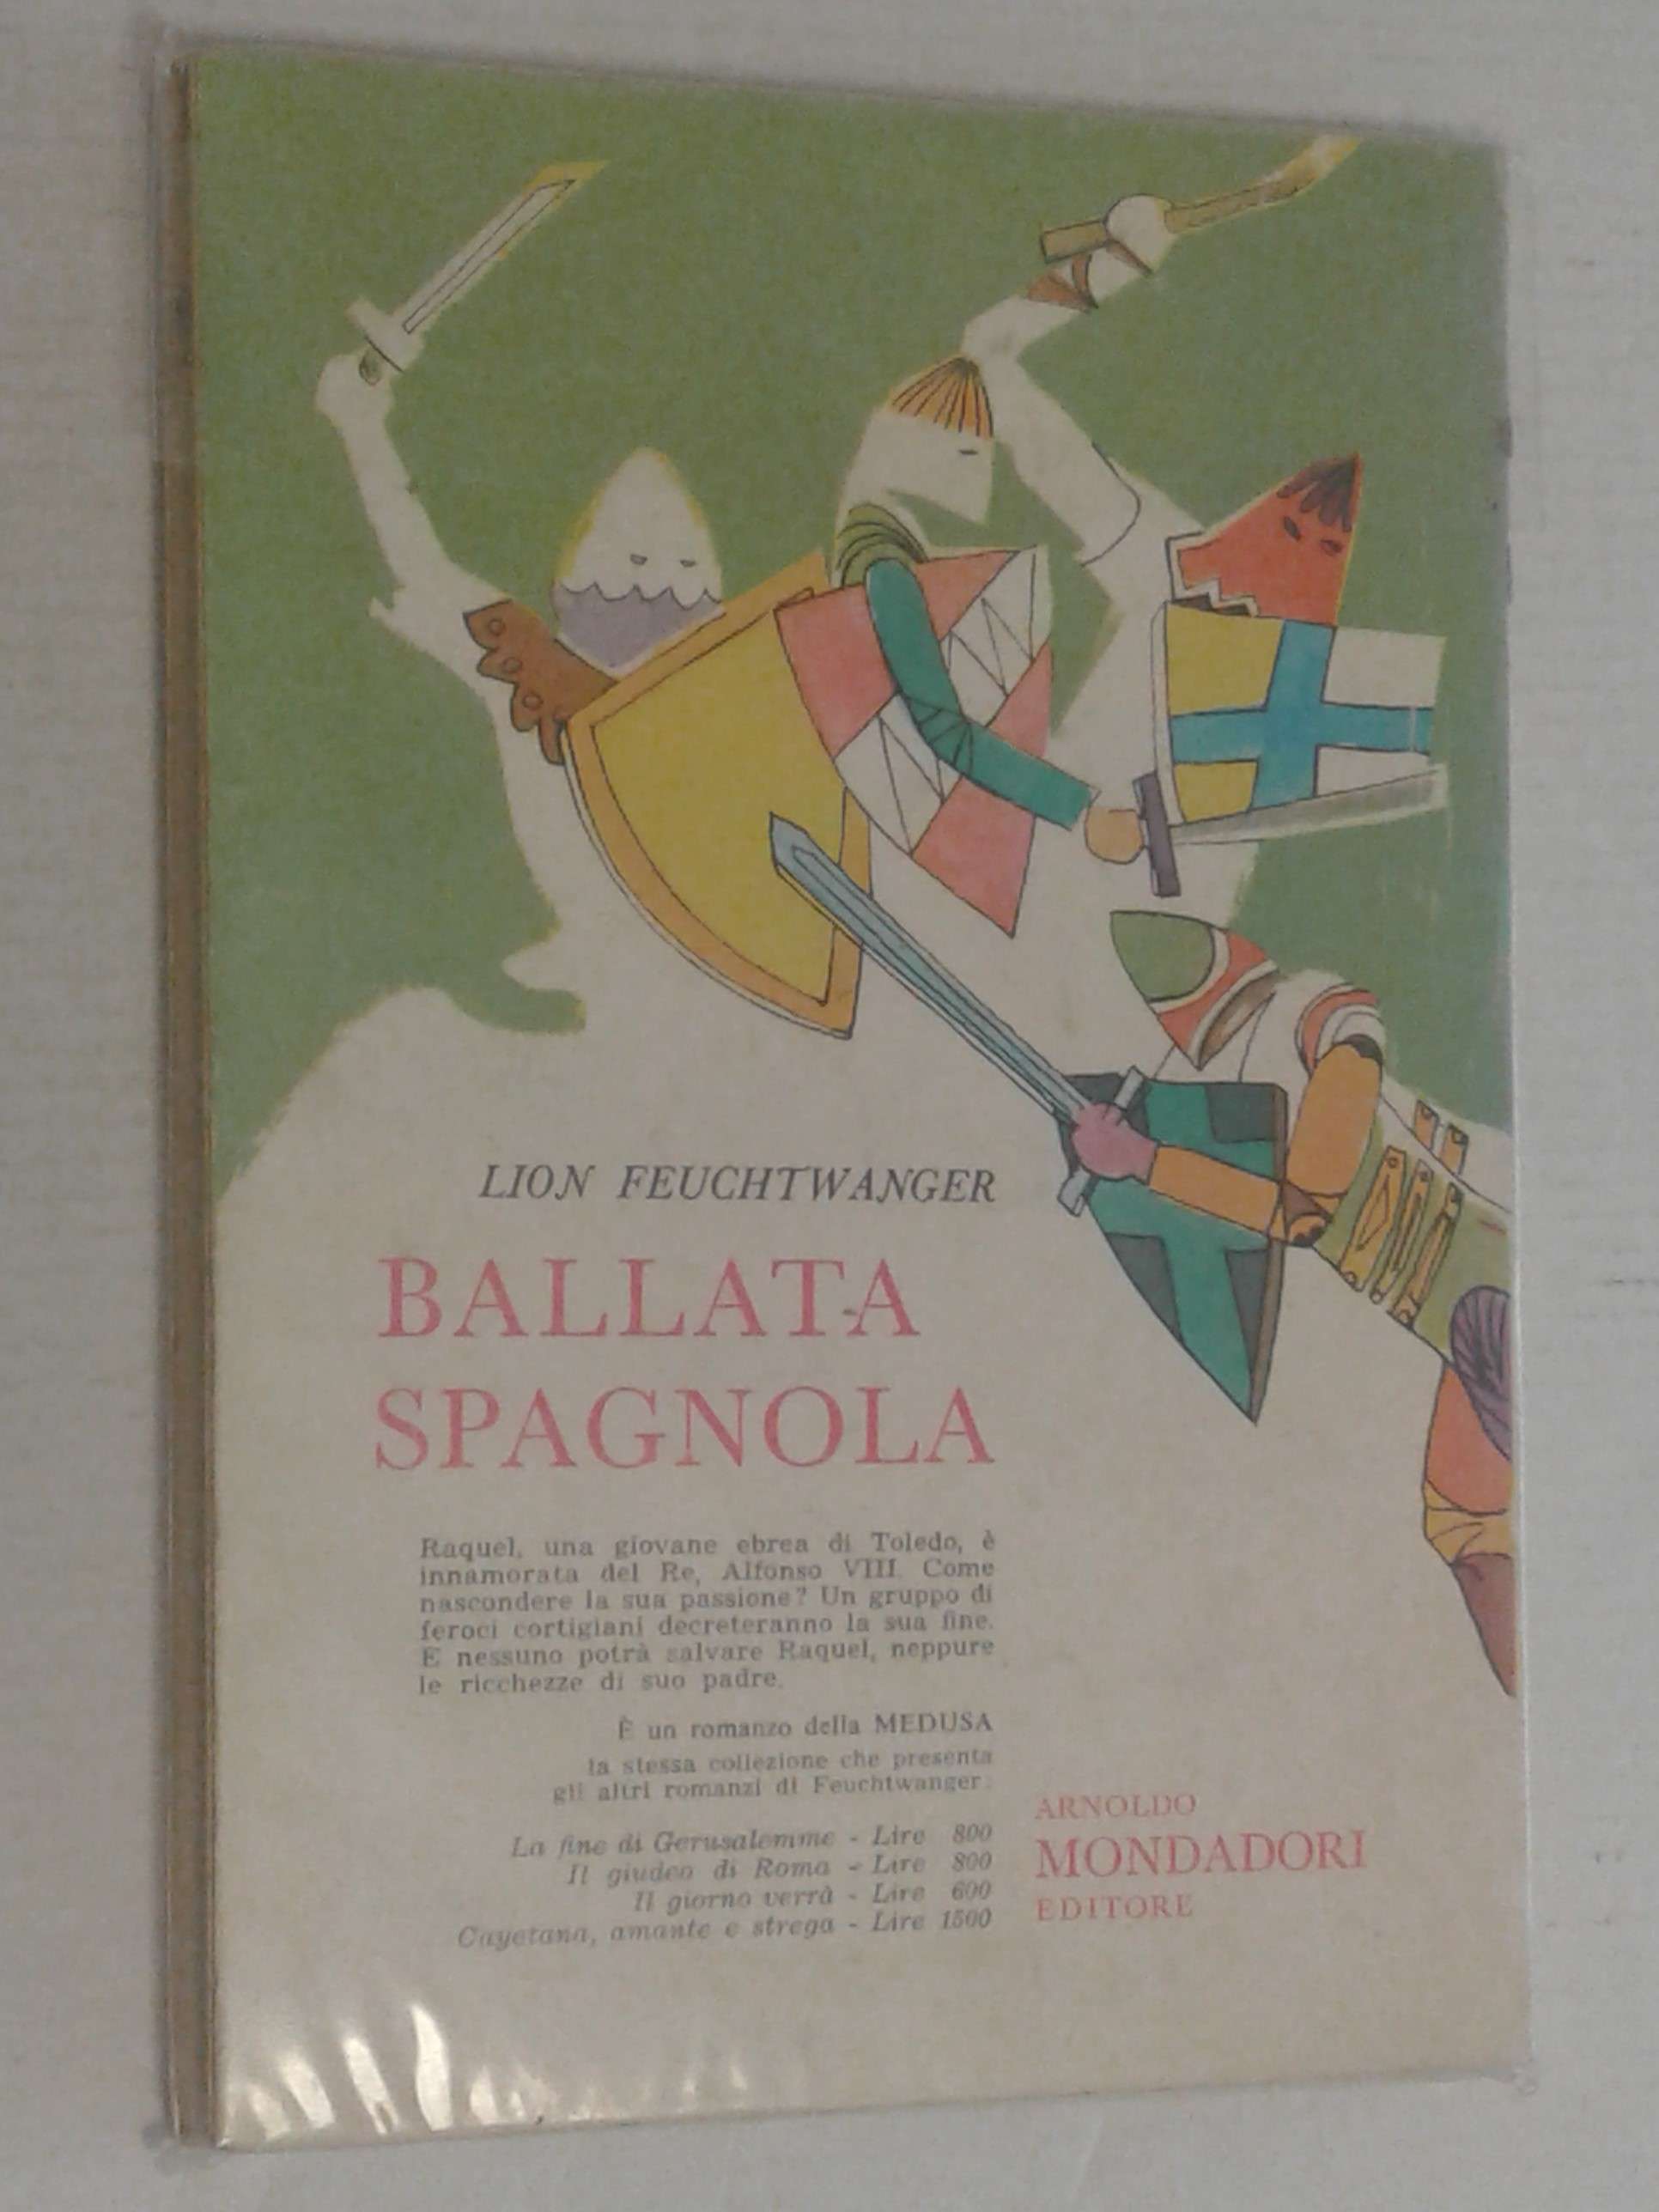 LION FEUCHTWANGER
BALLATA
SPAGNOLA
Raquel, una giovane ebrea di Toledo, è
innamorata del Re, Alfonso VIII. Come
nascondere la sua passione? Un gruppo di
feroci cortigiani decreteranno la sua fine.
E nessuno potrà salvare Raquel, neppure
le ricchezze di suo padre.
È un romanzo della MEDUSA
la stessa collezione che presenta
gli altri romanzi di Feuchtwanger:
La fine di Gerusalemme - Lire 800
Il giudeo di Roma - Lire 800
Il giorno verrà - Lire 600
Cayetana, amante e strega - Lire 1500
ARNOLDO
MONDADORI
EDITORE